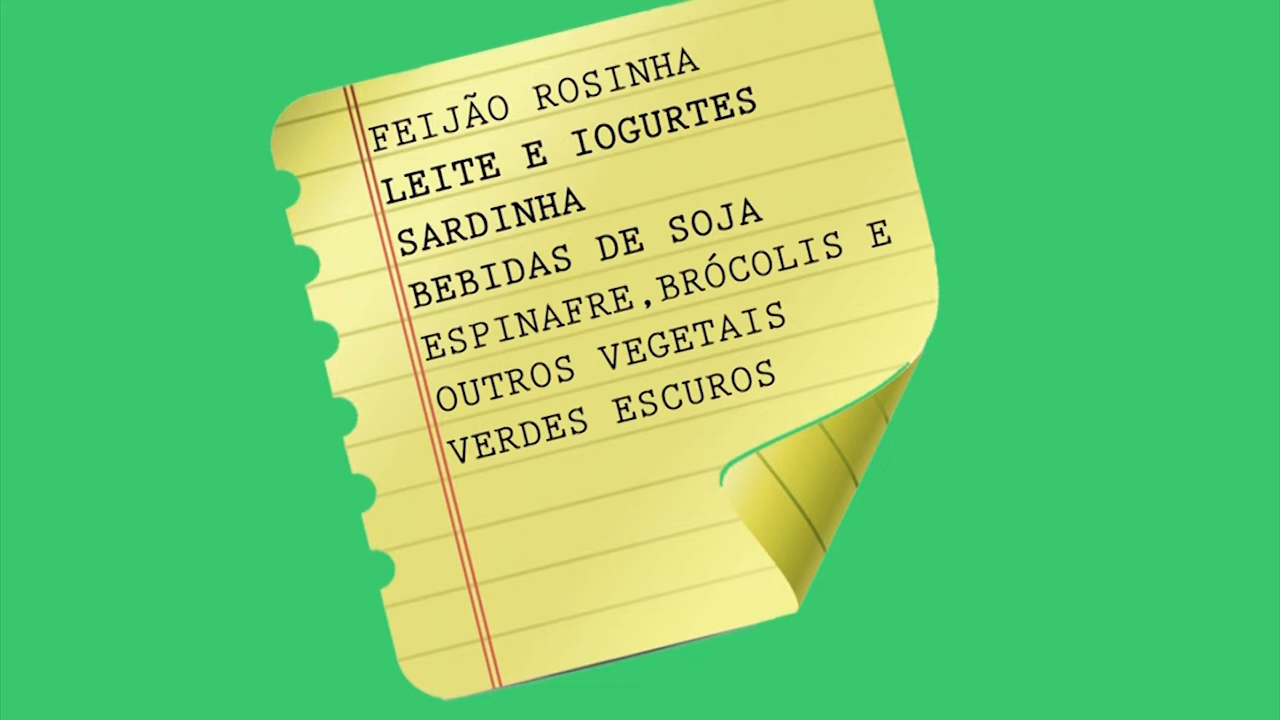 FEIJÃO ROSINHA
LEITE E IOGURTES
SARDINHA
BEBIDAS DE SOJA
ESPINAFRE,BRÓCOLIS E
OUTROS VEGETAIS
VERDES ESCUROS